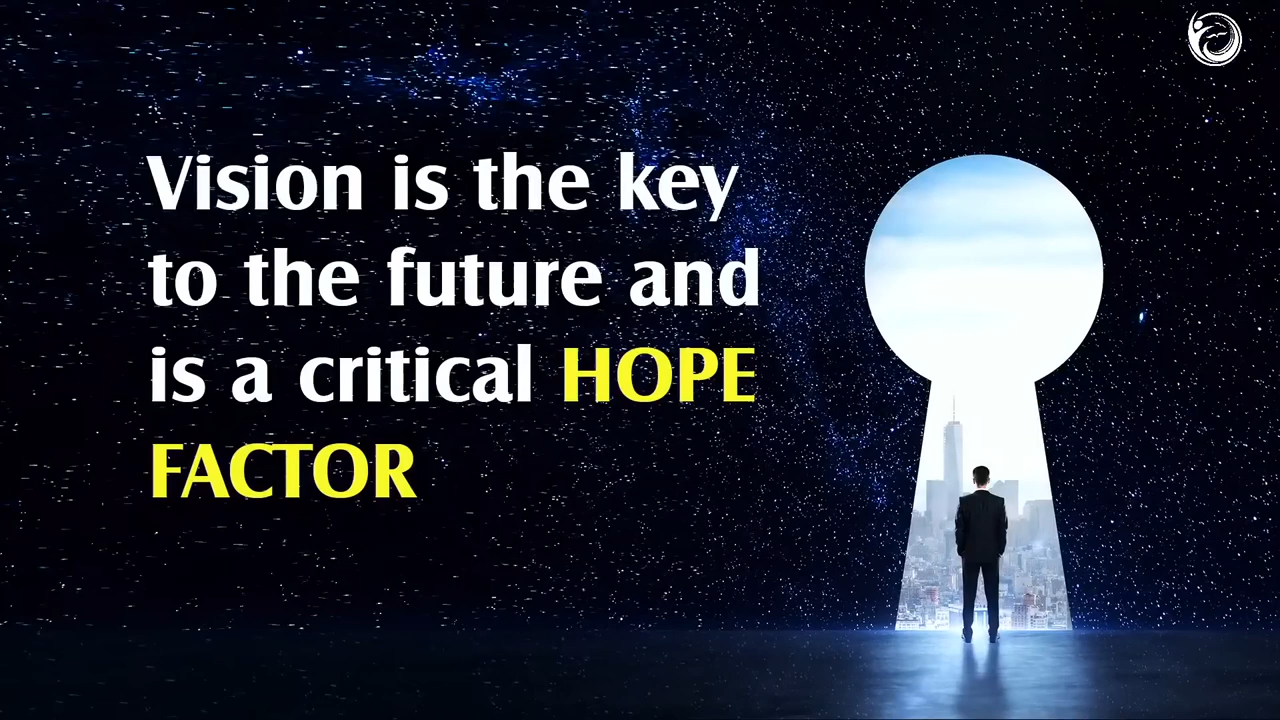 Vision is the key
to the future and
is a critical HOPE
FACTOR